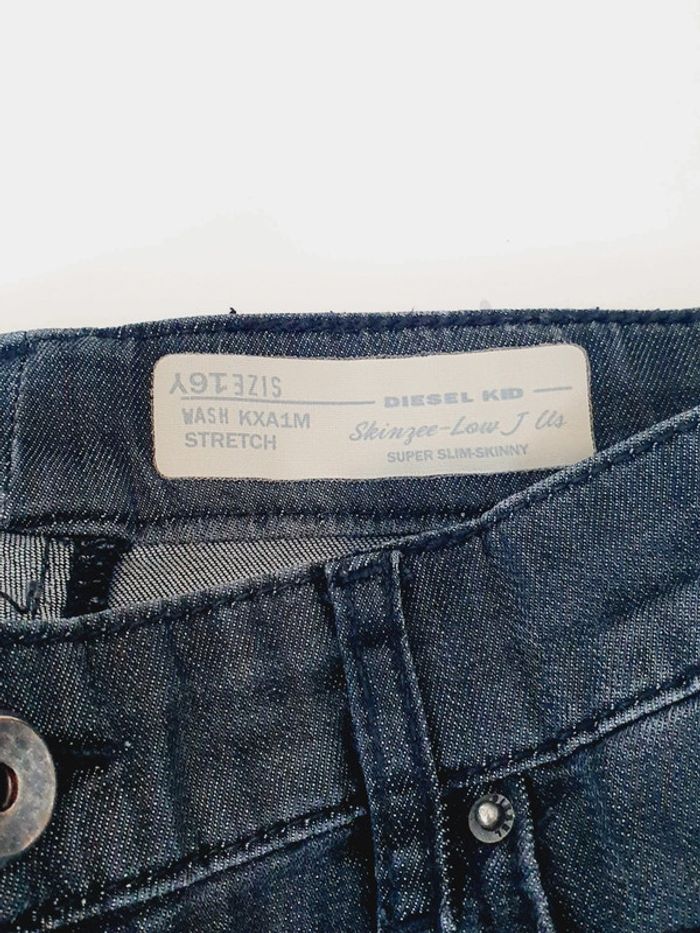 SIZE16Y
WASH KXA1M
STRETCH
DIESEL KID
Skinzee-Low J Us
SUPER SLIM-SKINNY